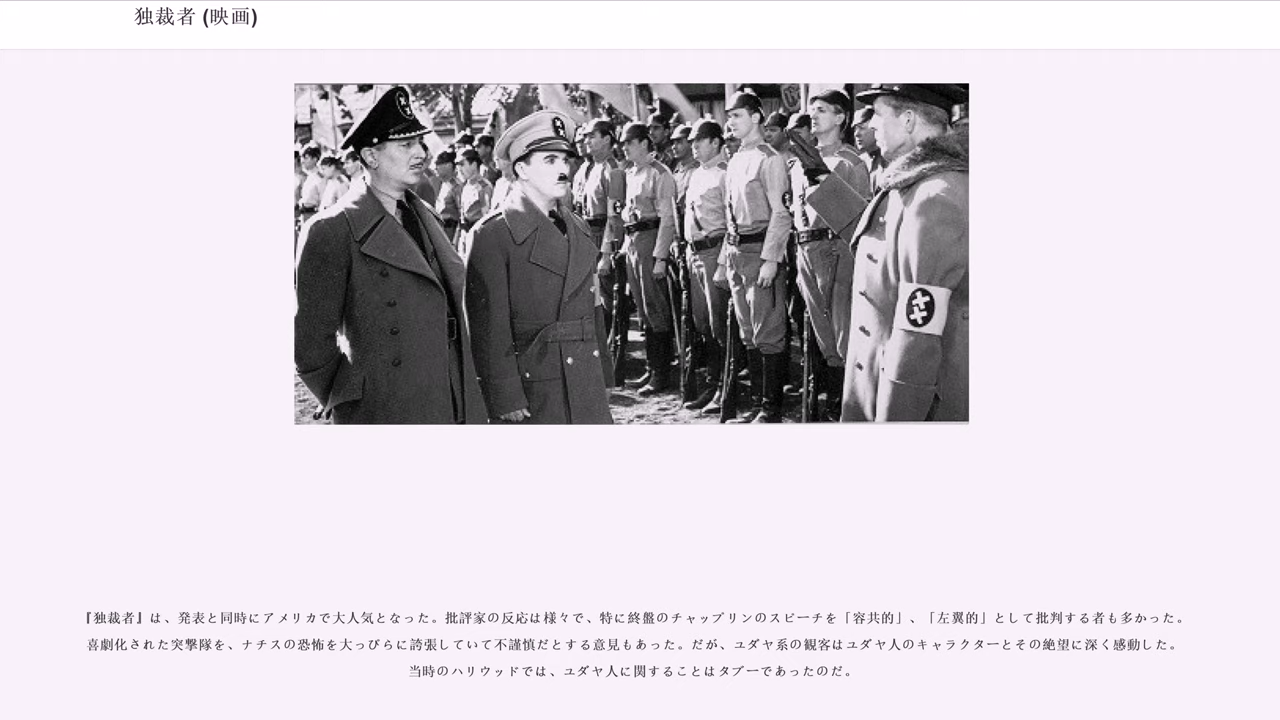 独裁者 (映画)
『独裁者』は、発表と同時にアメリカで大人気となった。批評家の反応は様々で、特に終盤のチャップリンのスピーチを「容共的」、「左翼的」として批判する者も多かった。
喜劇化された突撃隊を、ナチスの恐怖を大っぴらに誇張していて不謹慎だとする意見もあった。だが、ユダヤ系の観客はユダヤ人のキャラクターとその絶望に深く感動した。
当時のハリウッドでは、ユダヤ人に関することはタブーであったのだ。